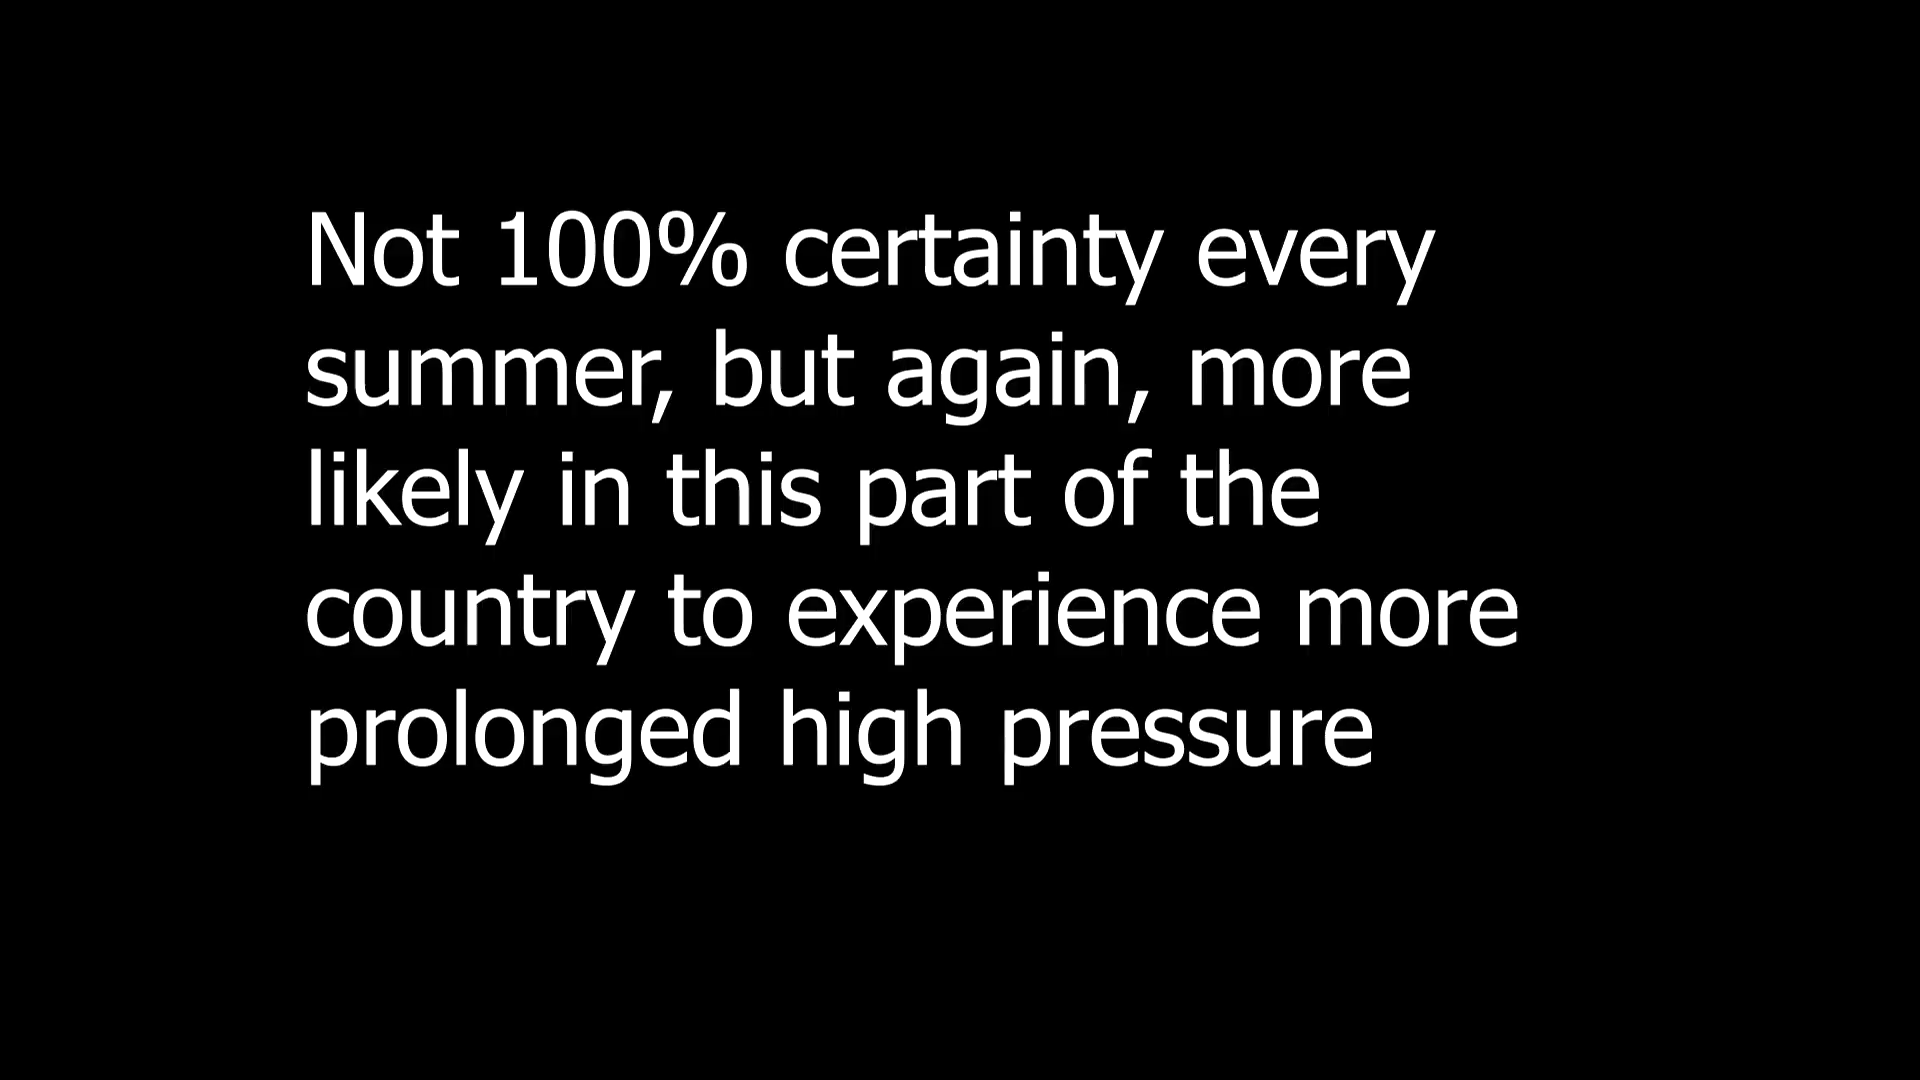 Not 100% certainty every
summer, but again, more
likely in this part of the
country to experience more
prolonged high pressure